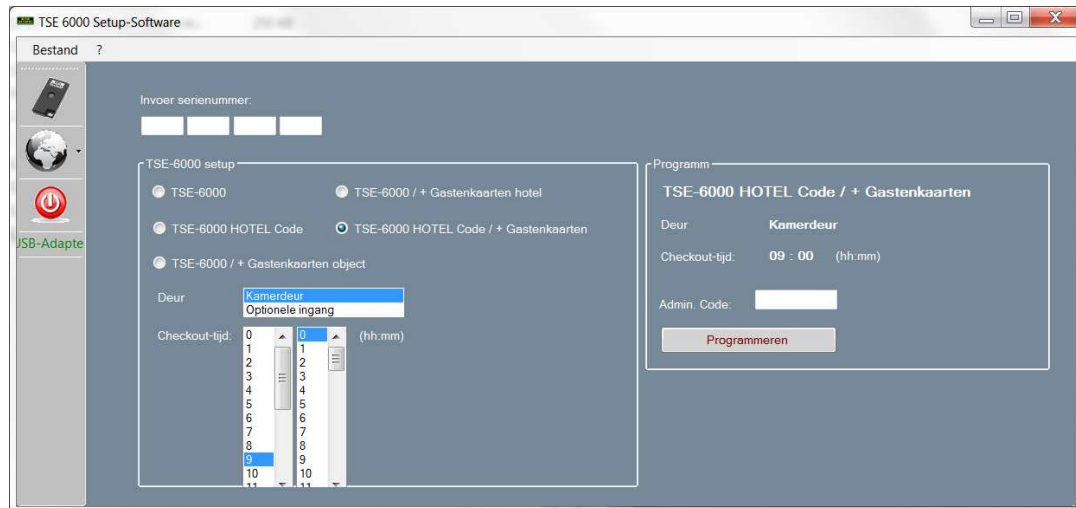 TSE 6000 Setup-Software
Bestand ?
Invoer serienummer:
TSE-6000 setup
TSE-6000
TSE-6000 / + Gastenkaarten hotel
TSE-6000 HOTEL Code
TSE-6000 HOTEL Code / + Gastenkaarten
TSE-6000 / + Gastenkaarten object
Deur
Kamerdeur
Optionele ingang
Checkout-tijd:
0 0 (hh:mm)
1 1
2 2
3 3
4 4
5 5
6 6
7 7
8 8
9 9
10 10
11 11
Programm
TSE-6000 HOTEL Code / + Gastenkaarten
Deur Kamerdeur
Checkout-tijd: 09 : 00 (hh:mm)
Admin. Code:
Programmeren
JSB-Adapte